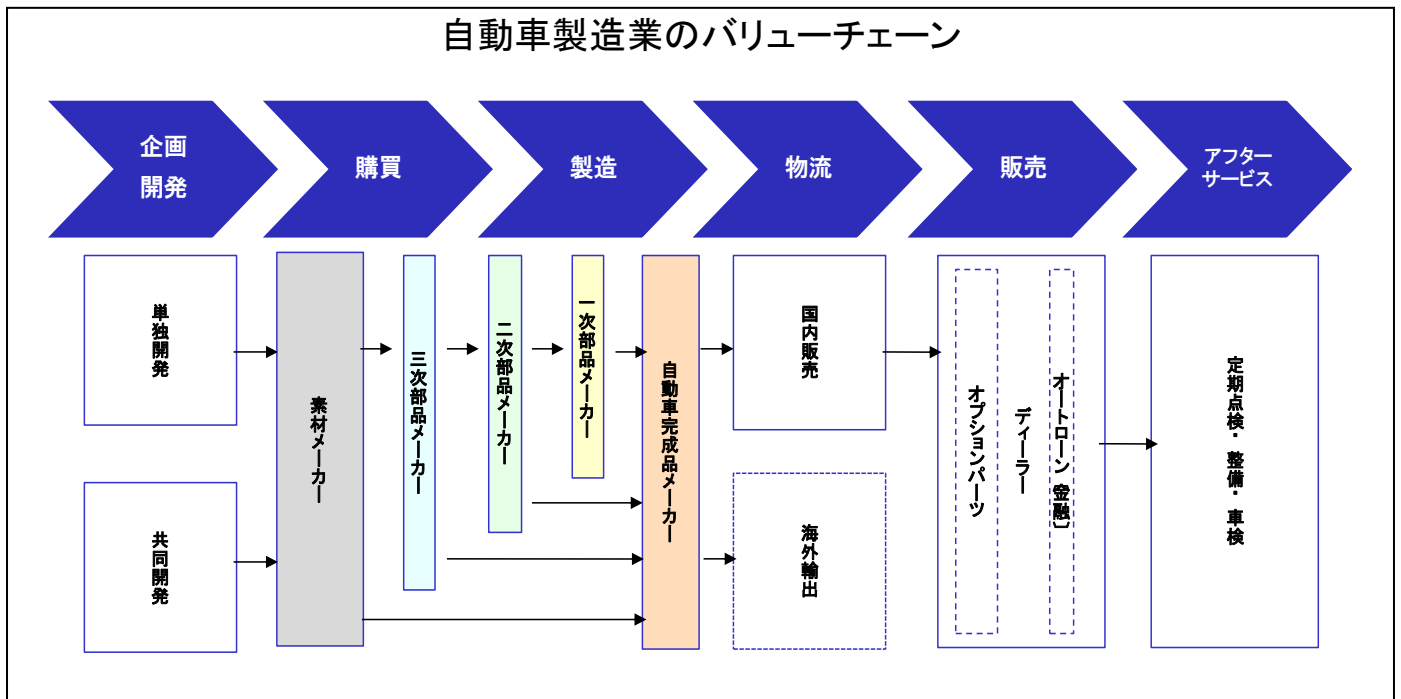 自動車製造業のバリューチェーン
企画
開発
購買
製造
物流
販売
アフター
サービス
単独開発
共同開発
素材メーカー
三次部品メーカー
二次部品メーカー
一次部品メーカー
自動車完成品メーカー
国内販売
海外輸出
オプションパーツ
ディーラー
オートローン〔金融〕
定期点検・整備・車検